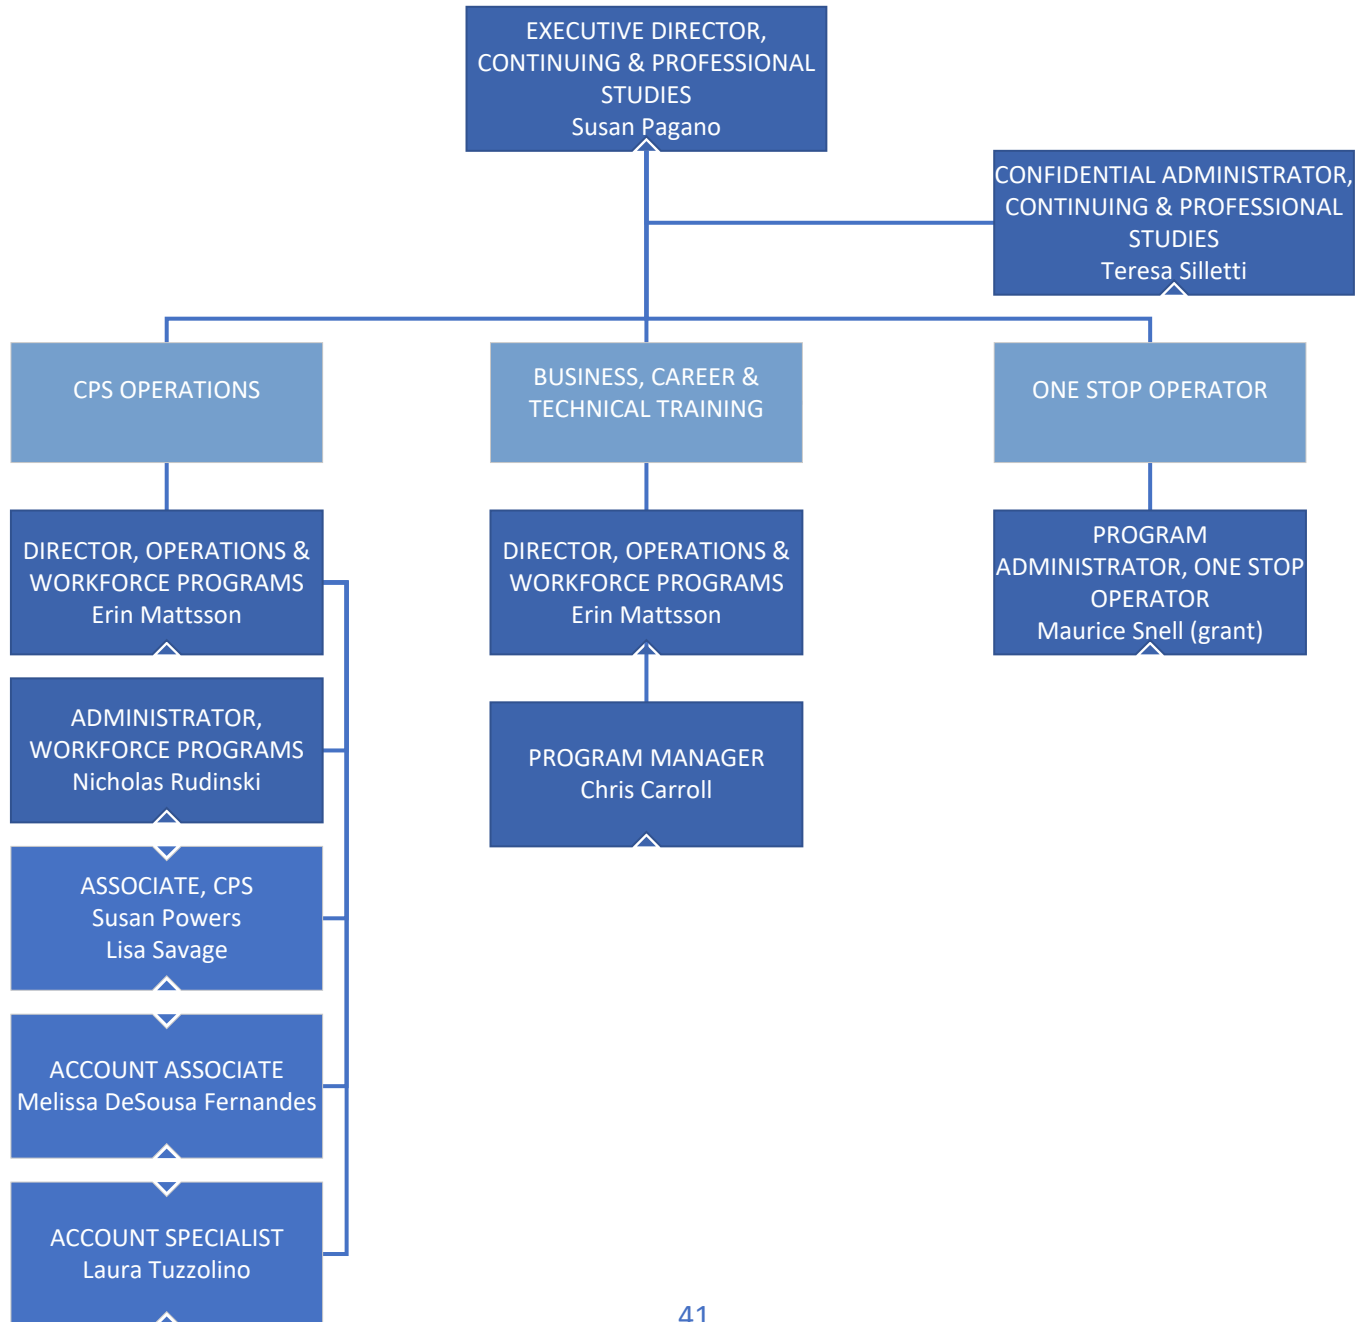 EXECUTIVE DIRECTOR,
CONTINUING & PROFESSIONAL
STUDIES
Susan Pagano
CONFIDENTIAL ADMINISTRATOR,
CONTINUING & PROFESSIONAL
STUDIES
Teresa Silletti
CPS OPERATIONS
BUSINESS, CAREER &
TECHNICAL TRAINING
ONE STOP OPERATOR
DIRECTOR, OPERATIONS &
WORKFORCE PROGRAMS
Erin Mattsson
DIRECTOR, OPERATIONS &
WORKFORCE PROGRAMS
Erin Mattsson
PROGRAM
ADMINISTRATOR, ONE STOP
OPERATOR
Maurice Snell (grant)
ADMINISTRATOR,
WORKFORCE PROGRAMS
Nicholas Rudinski
PROGRAM MANAGER
Chris Carroll
ASSOCIATE, CPS
Susan Powers
Lisa Savage
ACCOUNT ASSOCIATE
Melissa DeSousa Fernandes
ACCOUNT SPECIALIST
Laura Tuzzolino
41